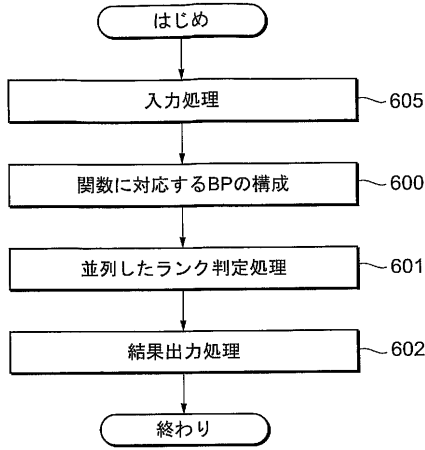 はじめ
入力処理
605
関数に対応するBPの構成
600
並列したランク判定処理
601
結果出力処理
602
終わり